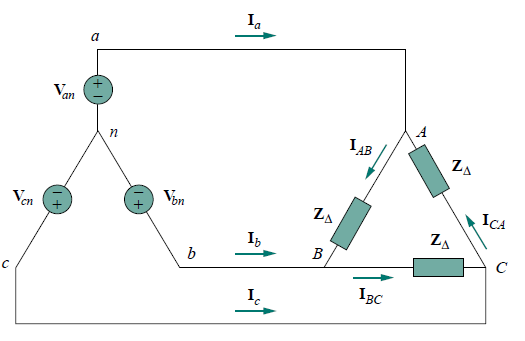 a
I_a
+
−
V_an
n
A
I_AB
Z_Δ
V_cn
−
+
−
+
V_bn
Z_Δ
I_CA
c
b
I_b
B
Z_Δ
C
I_BC
I_c